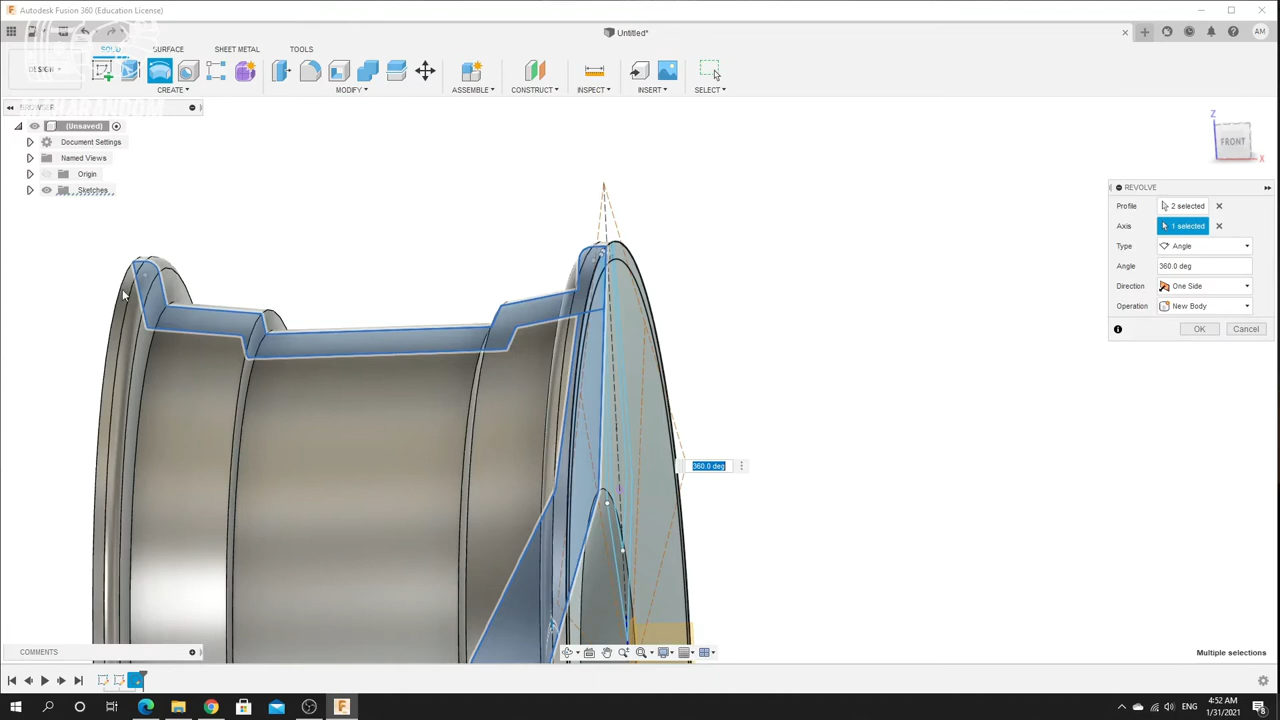 Autodesk Fusion 360 (Education License)
Untitled*
AM
DESIGN
SOLID
SURFACE
SHEET METAL
TOOLS
CREATE
MODIFY
ASSEMBLE
CONSTRUCT
INSPECT
INSERT
SELECT
BROWSER
(Unsaved)
Document Settings
Named Views
Origin
Sketches
Z
FRONT
X
REVOLVE
Profile
2 selected
Axis
1 selected
Type
Angle
Angle
360.0 deg
Direction
One Side
Operation
New Body
OK
Cancel
360.0 deg
COMMENTS
Multiple selections
ENG
4:52 AM
1/31/2021
8